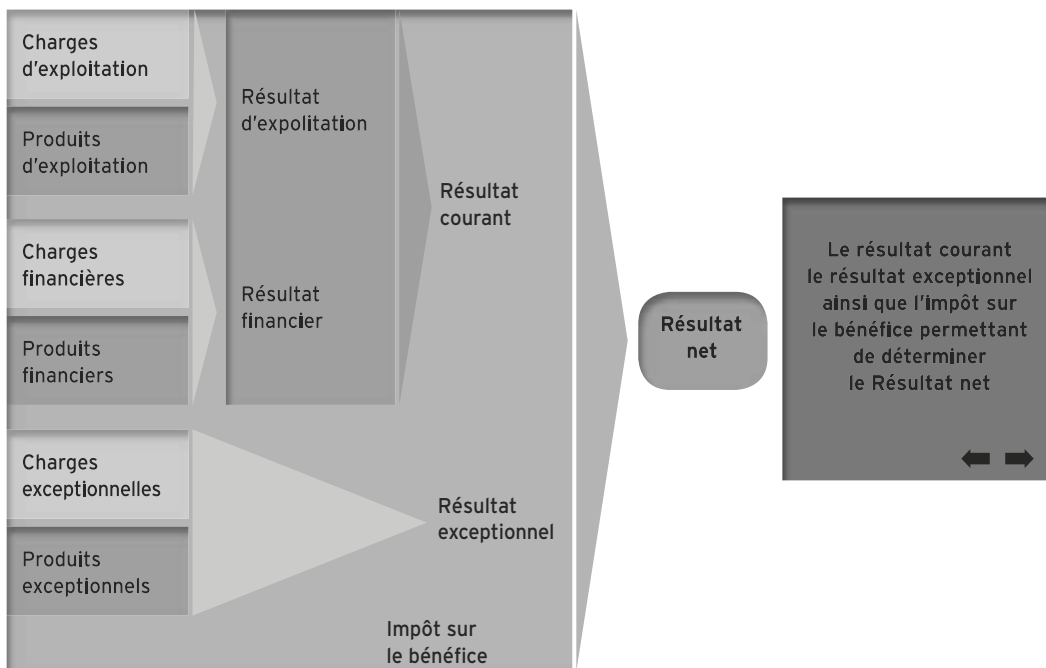 Charges
d'exploitation
Produits
d'exploitation
Charges
financières
Produits
financiers
Charges
exceptionnelles
Produits
exceptionnels
Résultat
d'expolitation
Résultat
financier
Résultat
courant
Résultat
exceptionnel
Impôt sur
le bénéfice
Résultat
net
Le résultat courant
le résultat exceptionnel
ainsi que l'impôt sur
le bénéfice permettant
de déterminer
le Résultat net